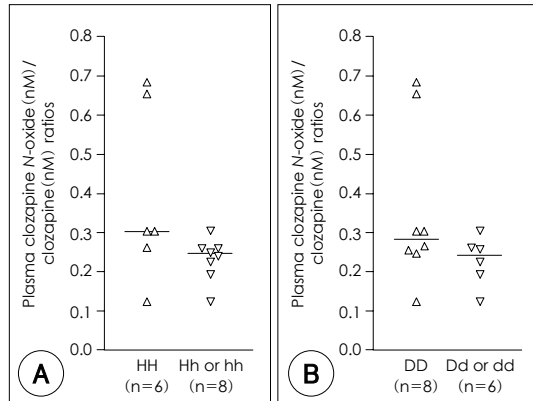 Plasma clozapine N-oxide (nM)/
clozapine(nM) ratios
0.8
0.7
0.6
0.5
0.4
0.3
0.2
0.1
0.0
HH
(n=6)
Hh or hh
(n=8)
A
Plasma clozapine N-oxide(nM)/
clozapine(nM) ratios
0.8
0.7
0.6
0.5
0.4
0.3
0.2
0.1
0.0
DD
(n=8)
Dd or dd
(n=6)
B